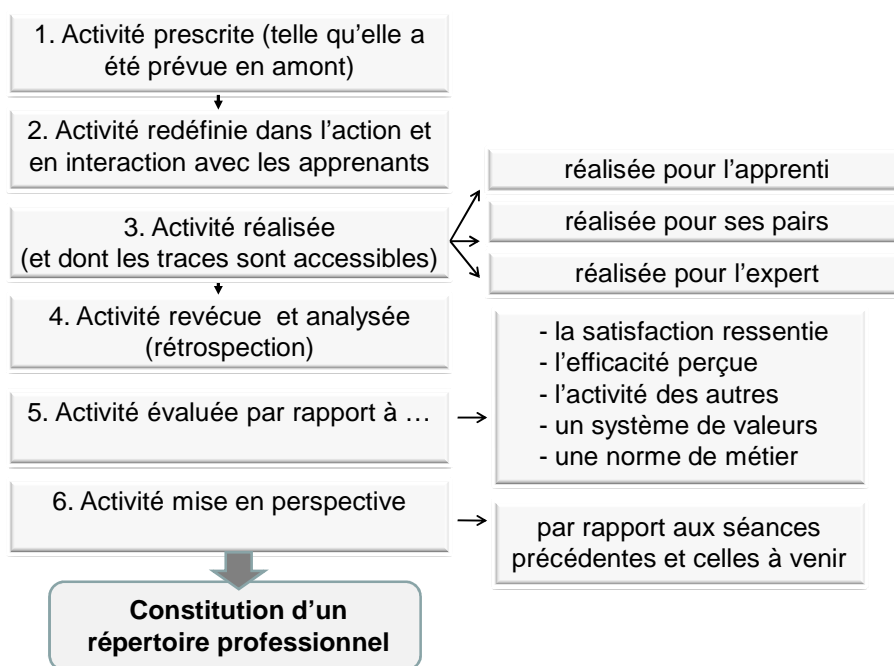 1. Activité prescrite (telle qu'elle a
été prévue en amont)
2. Activité redéfinie dans l'action et
en interaction avec les apprenants
3. Activité réalisée
(et dont les traces sont accessibles)
réalisée pour l'apprenti
réalisée pour ses pairs
réalisée pour l'expert
4. Activité revécue et analysée
(rétrospection)
5. Activité évaluée par rapport à …
- la satisfaction ressentie
- l'efficacité perçue
- l'activité des autres
- un système de valeurs
- une norme de métier
6. Activité mise en perspective
par rapport aux séances
précédentes et celles à venir
Constitution d'un
répertoire professionnel